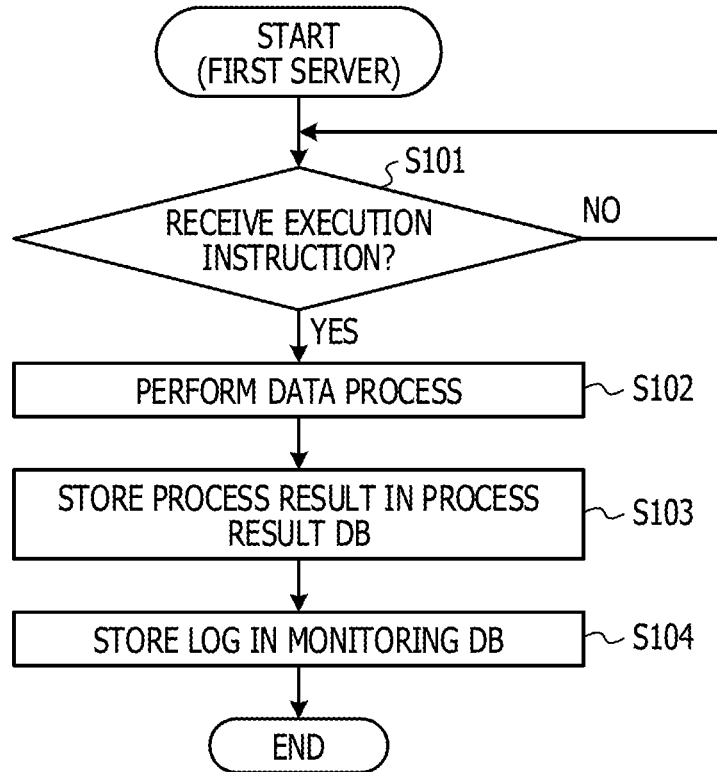 START
(FIRST SERVER)
S101
RECEIVE EXECUTION
INSTRUCTION?
NO
YES
PERFORM DATA PROCESS
S102
STORE PROCESS RESULT IN PROCESS
RESULT DB
S103
STORE LOG IN MONITORING DB
S104
END